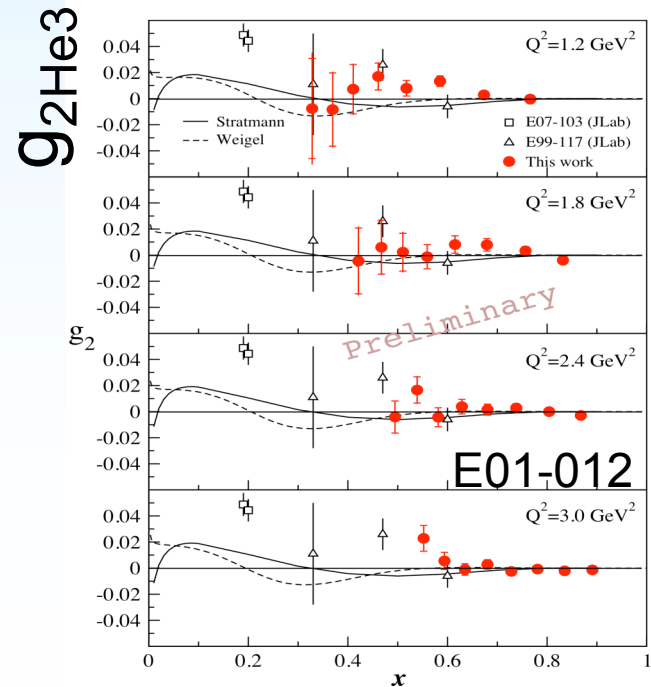 g2He3
0.04
0.02
0
-0.02
-0.04
Q²=1.2 GeV²
Stratmann
Weigel
E07-103 (JLab)
E99-117 (JLab)
This work
0.04
0.02
0
-0.02
-0.04
Q²=1.8 GeV²
Preliminary
g₂
0.04
0.02
0
-0.02
-0.04
Q²=2.4 GeV²
E01-012
0.04
0.02
0
-0.02
-0.04
Q²=3.0 GeV²
0
0.2
0.4
0.6
0.8
1
x